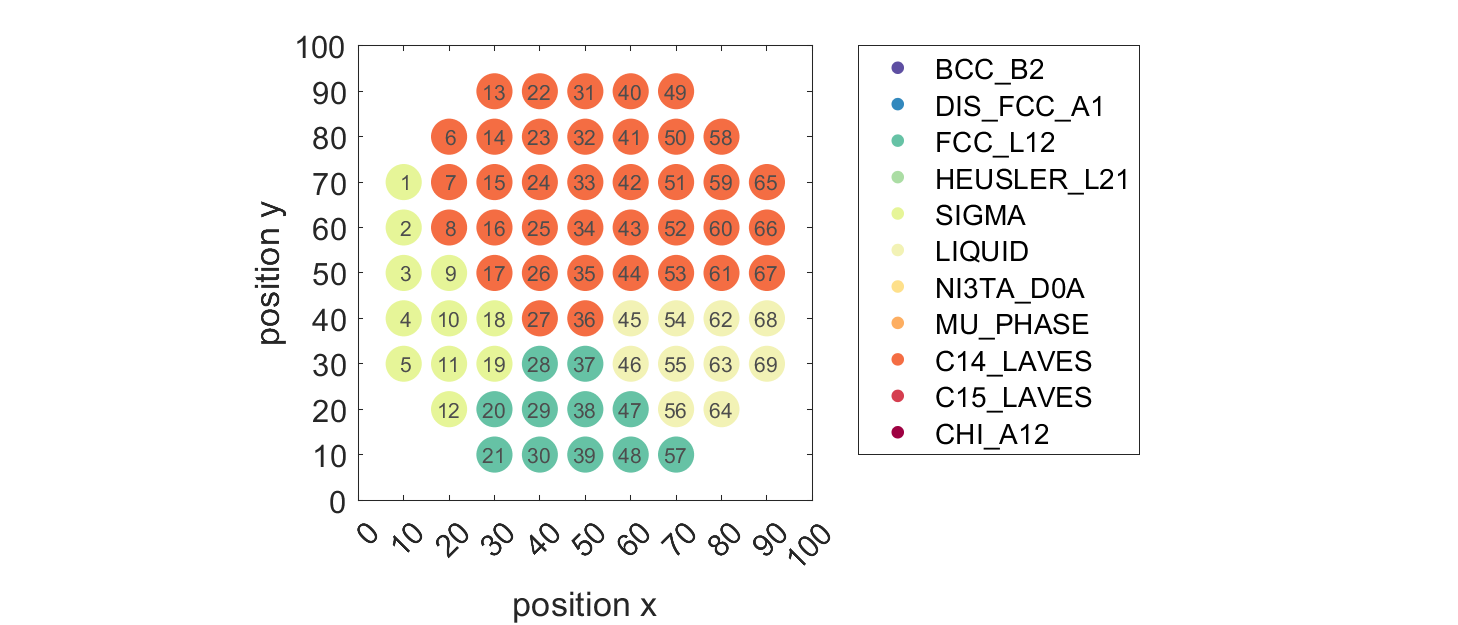 100
90
80
70
60
50
40
30
20
10
0
position y
13 22 31 40 49
6 14 23 32 41 50 58
1 7 15 24 33 42 51 59 65
2 8 16 25 34 43 52 60 66
3 9 17 26 35 44 53 61 67
4 10 18 27 36 45 54 62 68
5 11 19 28 37 46 55 63 69
12 20 29 38 47 56 64
21 30 39 48 57
0 10 20 30 40 50 60 70 80 90 100
position x
BCC_B2
DIS_FCC_A1
FCC_L12
HEUSLER_L21
SIGMA
LIQUID
NI3TA_D0A
MU_PHASE
C14_LAVES
C15_LAVES
CHI_A12